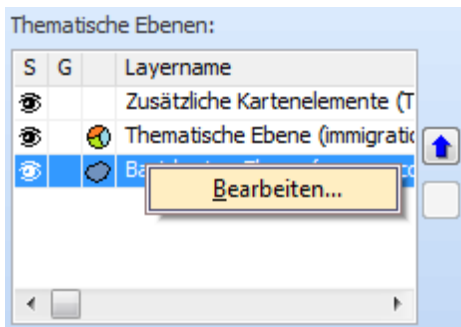 Thematische Ebenen:
S G Layername
Zusätzliche Kartenelemente (T
Thematische Ebene (immigratio
Bearbeiten...